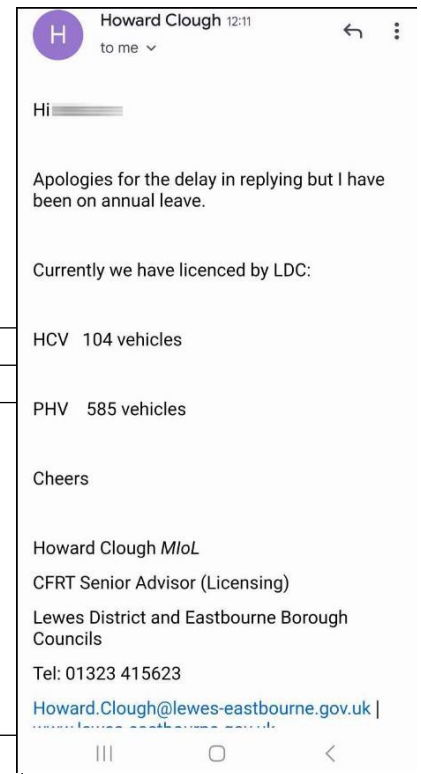 H
Howard Clough 12:11
to me
Hi
Apologies for the delay in replying but I have
been on annual leave.
Currently we have licenced by LDC:
HCV 104 vehicles
PHV 585 vehicles
Cheers
Howard Clough MIoL
CFRT Senior Advisor (Licensing)
Lewes District and Eastbourne Borough
Councils
Tel: 01323 415623
Howard.Clough@lewes-eastbourne.gov.uk |